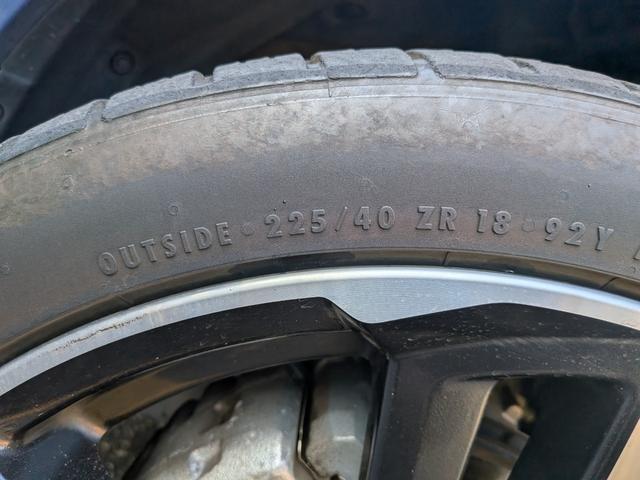 OUTSIDE • 225/40 ZR 18 • 92Y